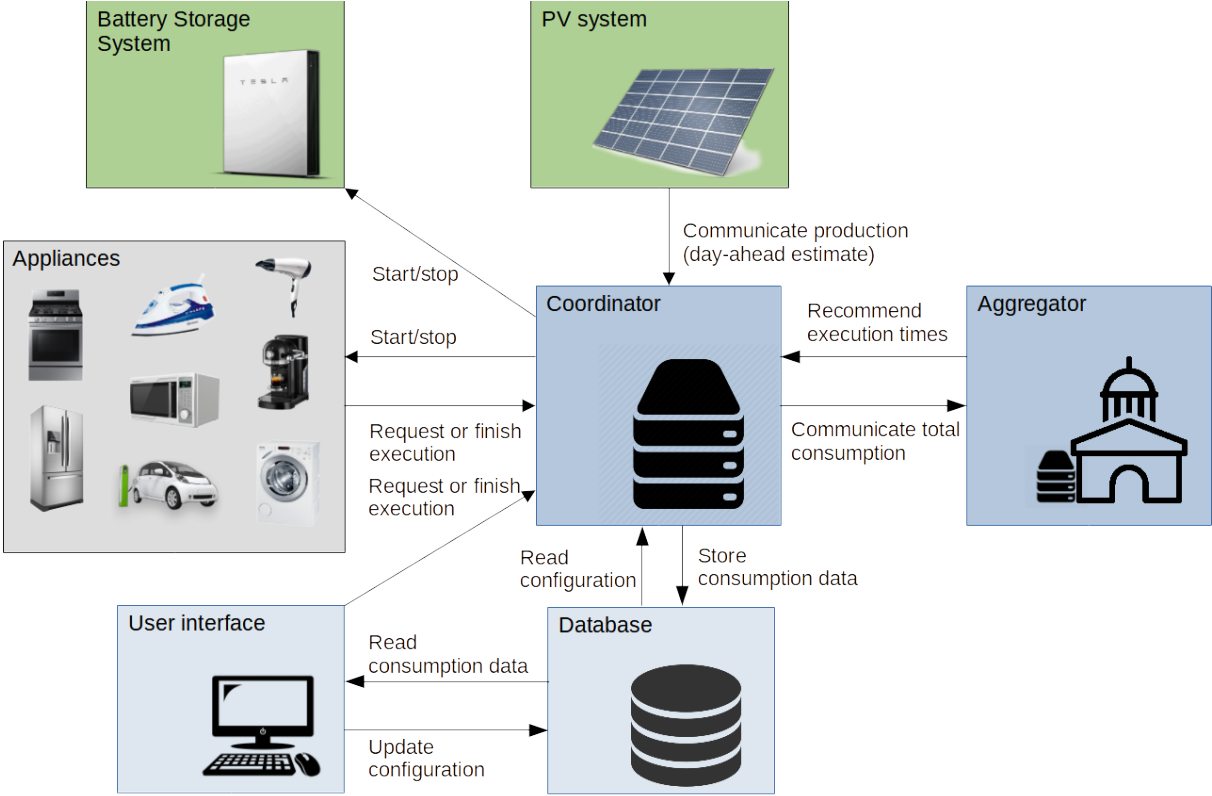 Battery Storage
System
TESLA
PV system
Communicate production
(day-ahead estimate)
Appliances
Start/stop
Start/stop
Coordinator
Recommend
execution times
Aggregator
Request or finish
execution
Communicate total
consumption
Request or finish
execution
Read
configuration
Store
consumption data
User interface
Read
consumption data
Database
Update
configuration